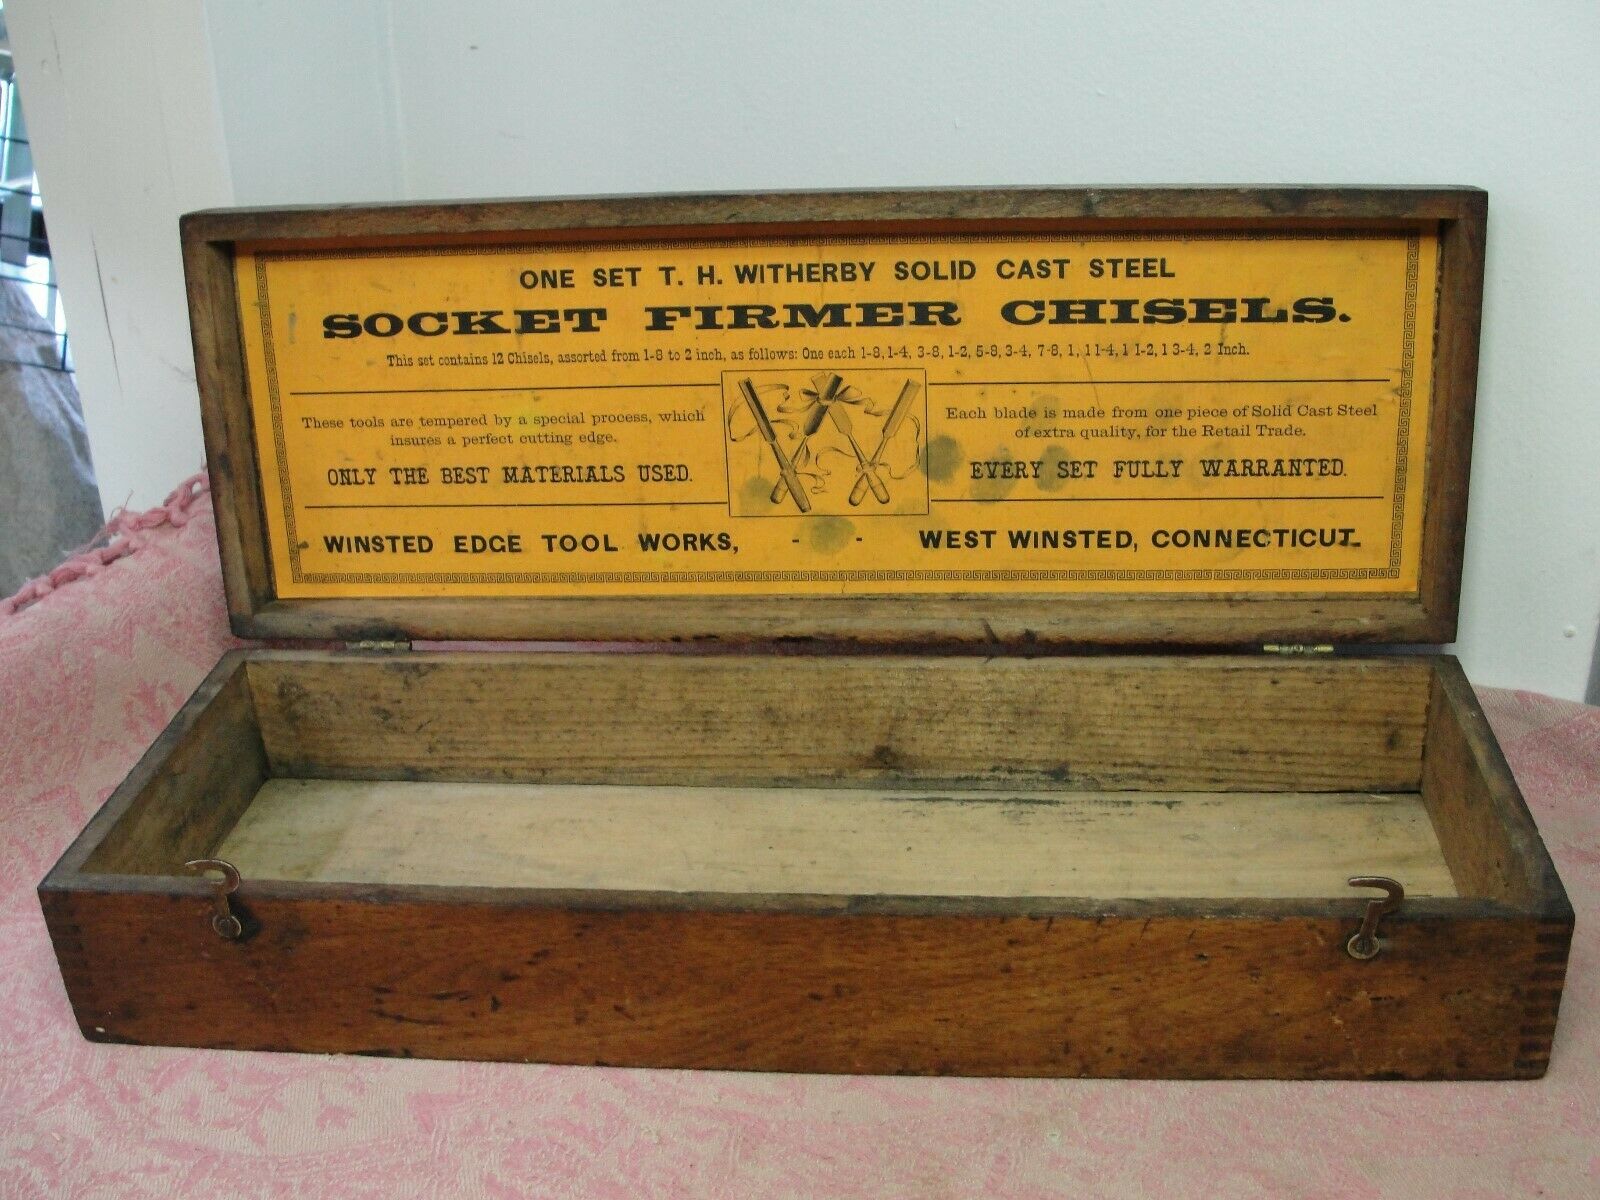 ONE SET T. H. WITHERBY SOLID CAST STEEL
SOCKET FIRMER CHISELS.
This set contains 12 Chisels, assorted from 1-8 to 2 inch, as follows: One each 1-8, 1-4, 3-8, 1-2, 5-8, 3-4, 7-8, 1, 1 1-4, 1 1-2, 1 3-4, 2 Inch.
These tools are tempered by a special process, which
insures a perfect cutting edge.
ONLY THE BEST MATERIALS USED.
Each blade is made from one piece of Solid Cast Steel
of extra quality, for the Retail Trade.
EVERY SET FULLY WARRANTED.
WINSTED EDGE TOOL WORKS, - - WEST WINSTED, CONNECTICUT.